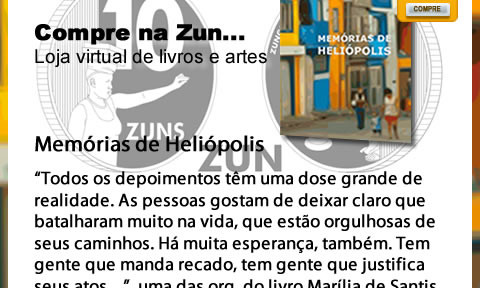 COMPRE
Compre na Zun...
Loja virtual de livros e artes
MEMÓRIAS DE
HELIÓPOLIS
10
ZUNS
ZUN
Memórias de Heliópolis
“Todos os depoimentos têm uma dose grande de
realidade. As pessoas gostam de deixar claro que
batalharam muito na vida, que estão orgulhosas de
seus caminhos. Há muita esperança, também. Tem
gente que manda recado, tem gente que justifica
seus atos...”, uma das org. do livro Marília de Santis